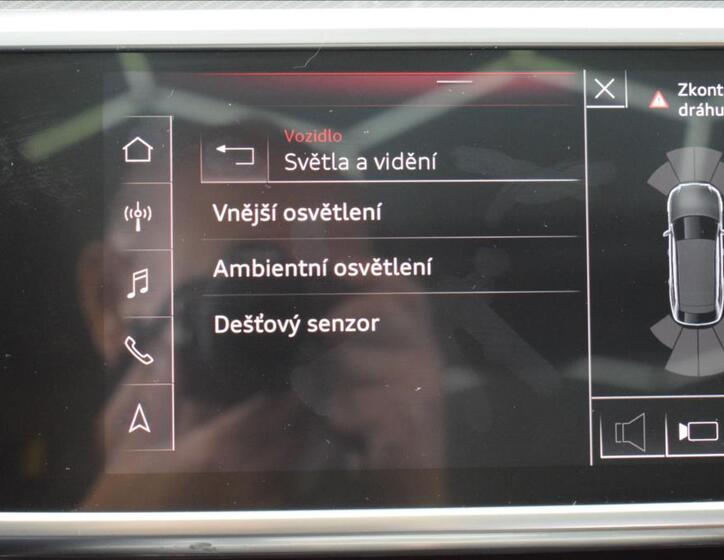 Vozidlo
Světla a vidění
Vnější osvětlení
Ambientní osvětlení
Dešťový senzor
Zkont
dráhu